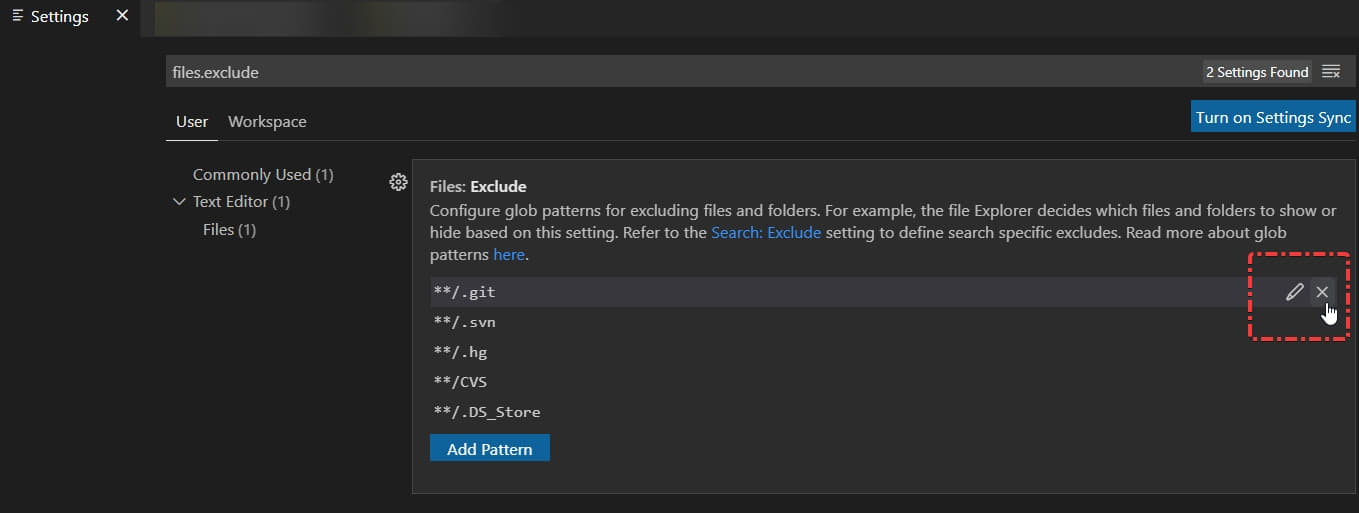 Settings
files.exclude
2 Settings Found
User Workspace
Turn on Settings Sync
Commonly Used (1)
Text Editor (1)
Files (1)
Files: Exclude
Configure glob patterns for excluding files and folders. For example, the file Explorer decides which files and folders to show or
hide based on this setting. Refer to the Search: Exclude setting to define search specific excludes. Read more about glob
patterns here.
**/.git
**/.svn
**/.hg
**/CVS
**/.DS_Store
Add Pattern